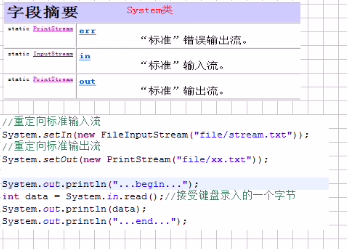 字段摘要 System类
static PrintStream err
“标准”错误输出流。
static InputStream in
“标准”输入流。
static PrintStream out
“标准”输出流。
//重定向标准输入流
System.setIn(new FileInputStream("file/stream.txt"));
//重定向标准输出流
System.setOut(new PrintStream("file/xx.txt"));
System.out.println("...begin...");
int data = System.in.read();//接受键盘录入的一个字节
System.out.println(data);
System.out.println("...end...");